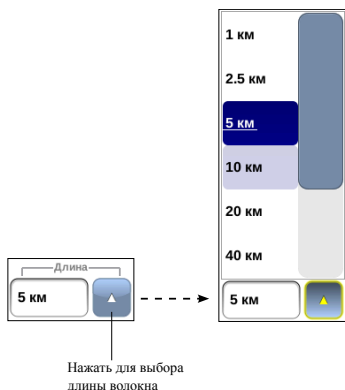 1 км
2.5 км
5 км
10 км
20 км
40 км
5 км
Длина
5 км
Нажать для выбора
длины волокна